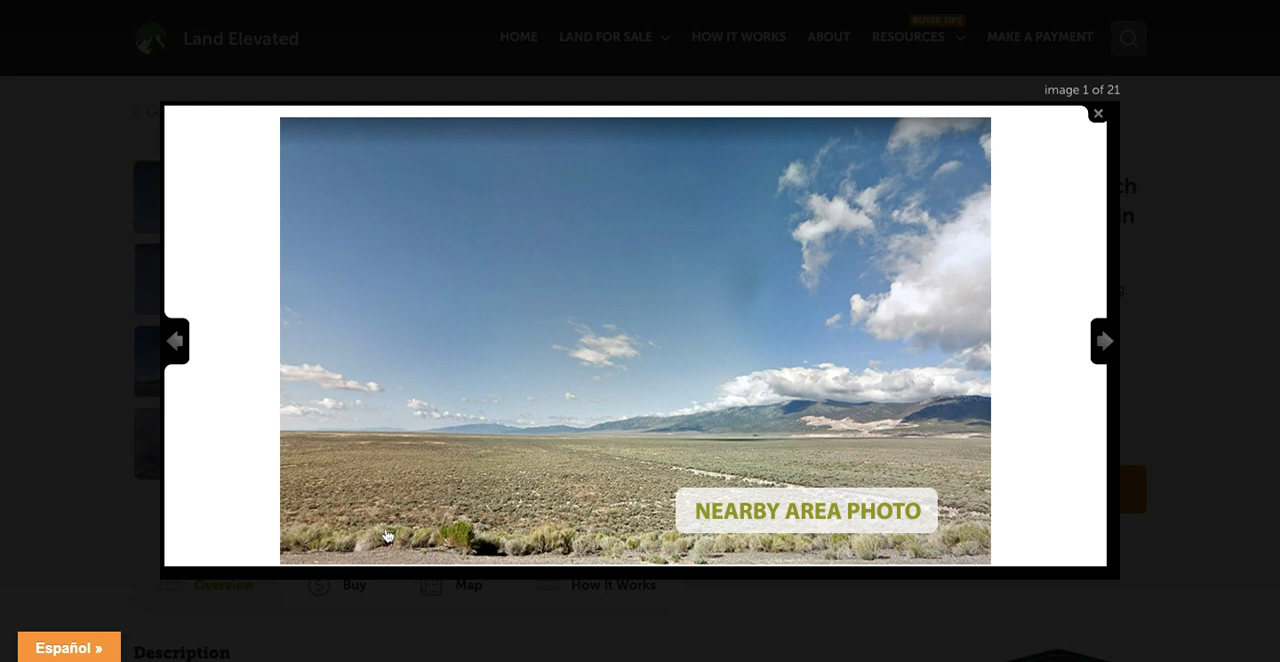 BUYER TIPS
Land Elevated
HOME
LAND FOR SALE
HOW IT WORKS
ABOUT
RESOURCES
MAKE A PAYMENT
image 1 of 21
NEARBY AREA PHOTO
Overview
Buy
Map
How It Works
Español »
Description